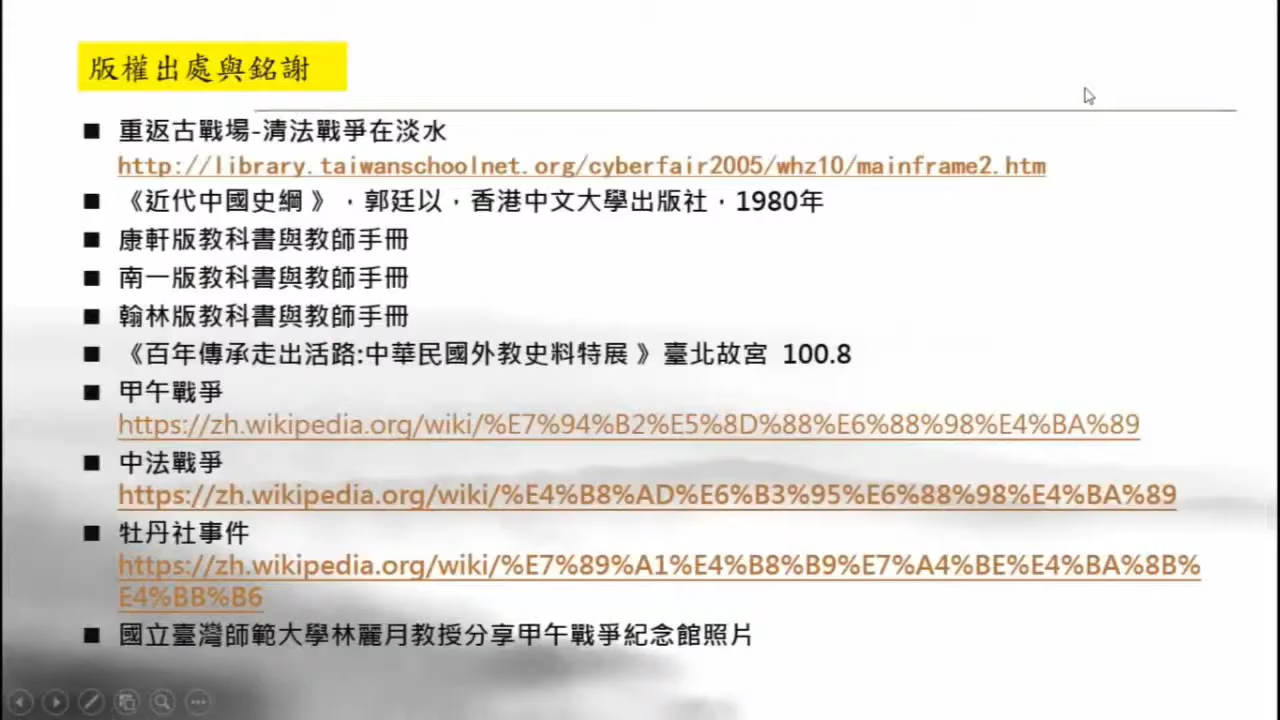 版權出處與銘謝
■ 重返古戰場-清法戰爭在淡水
http://library.taiwanschoolnet.org/cyberfair2005/whz10/mainframe2.htm
■ 《近代中國史綱 》，郭廷以，香港中文大學出版社，1980年
■ 康軒版教科書與教師手冊
■ 南一版教科書與教師手冊
■ 翰林版教科書與教師手冊
■ 《百年傳承走出活路:中華民國外教史料特展 》臺北故宮 100.8
■ 甲午戰爭
https://zh.wikipedia.org/wiki/%E7%94%B2%E5%8D%88%E6%88%98%E4%BA%89
■ 中法戰爭
https://zh.wikipedia.org/wiki/%E4%B8%AD%E6%B3%95%E6%88%98%E4%BA%89
■ 牡丹社事件
https://zh.wikipedia.org/wiki/%E7%89%A1%E4%B8%B9%E7%A4%BE%E4%BA%8B%
E4%BB%B6
■ 國立臺灣師範大學林麗月教授分享甲午戰爭紀念館照片